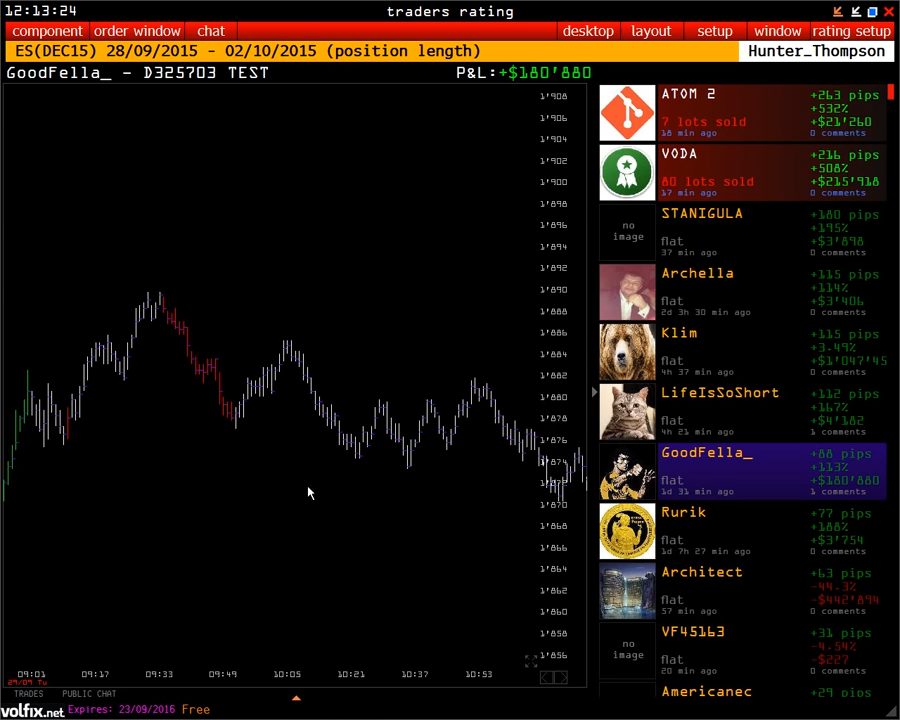 12:13:24 traders rating
component order window chat desktop layout setup window rating setup
ES(DEC15) 28/09/2015 - 02/10/2015 (position length) Hunter_Thompson
GoodFella_ - D325703 TEST P&L:+$180'880
1'908
1'906
1'904
1'902
1'900
1'898
1'896
1'894
1'892
1'890
1'888
1'886
1'884
1'882
1'880
1'878
1'876
1'874
1'872
1'870
1'868
1'866
1'864
1'862
1'860
1'858
1'856
09:01 09:17 09:33 09:49 10:05 10:21 10:37 10:53
29/09 Tu
ATOM 2 +263 pips
+532%
7 lots sold +$21'260
18 min ago 0 comments
VODA +216 pips
+508%
80 lots sold +$215'918
17 min ago 0 comments
no image
STANIGULA +180 pips
+195%
flat +$3'898
37 min ago 0 comments
Archella +115 pips
+114%
flat +$3'406
2d 3h 30 min ago 0 comments
Klim +115 pips
+3.49%
flat +$1'047'45
4h 37 min ago 0 comments
LifeIsSoShort +112 pips
+167%
flat +$4'182
4h 21 min ago 1 comments
GoodFella_ +88 pips
+113%
flat +$180'880
1d 31 min ago 1 comments
Rurik +77 pips
+188%
flat +$3'754
1d 7h 27 min ago 0 comments
Architect +63 pips
-44.3%
flat -$442'894
57 min ago 0 comments
no image
VF45163 +31 pips
-4.54%
flat -$227
20 min ago 0 comments
Americanec +29 pips
TRADES PUBLIC CHAT
volfix.net Expires: 23/09/2016 Free